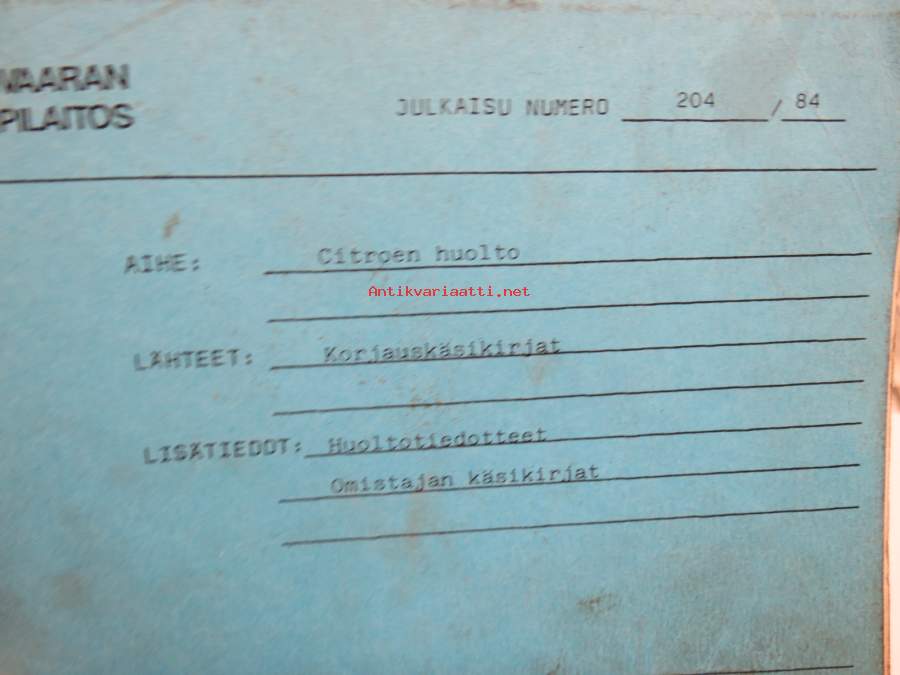 VAARAN
PILAITOS
JULKAISU NUMERO 204 / 84
AIHE: Citroen huolto
Antikvariaatti.net
LÄHTEET: Korjauskäsikirjat
LISÄTIEDOT: Huoltotiedotteet
Omistajan käsikirjat